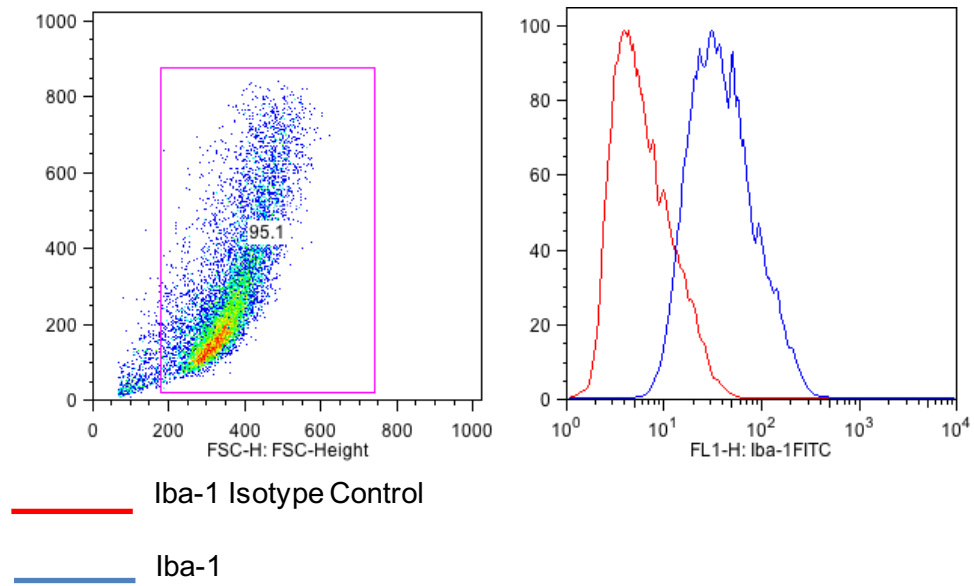 1000
800
600
400
200
0
95.1
0 200 400 600 800 1000
FSC-H: FSC-Height
100
80
60
40
20
0
10^0 10^1 10^2 10^3 10^4
FL1-H: Iba-1FITC
Iba-1 Isotype Control
Iba-1